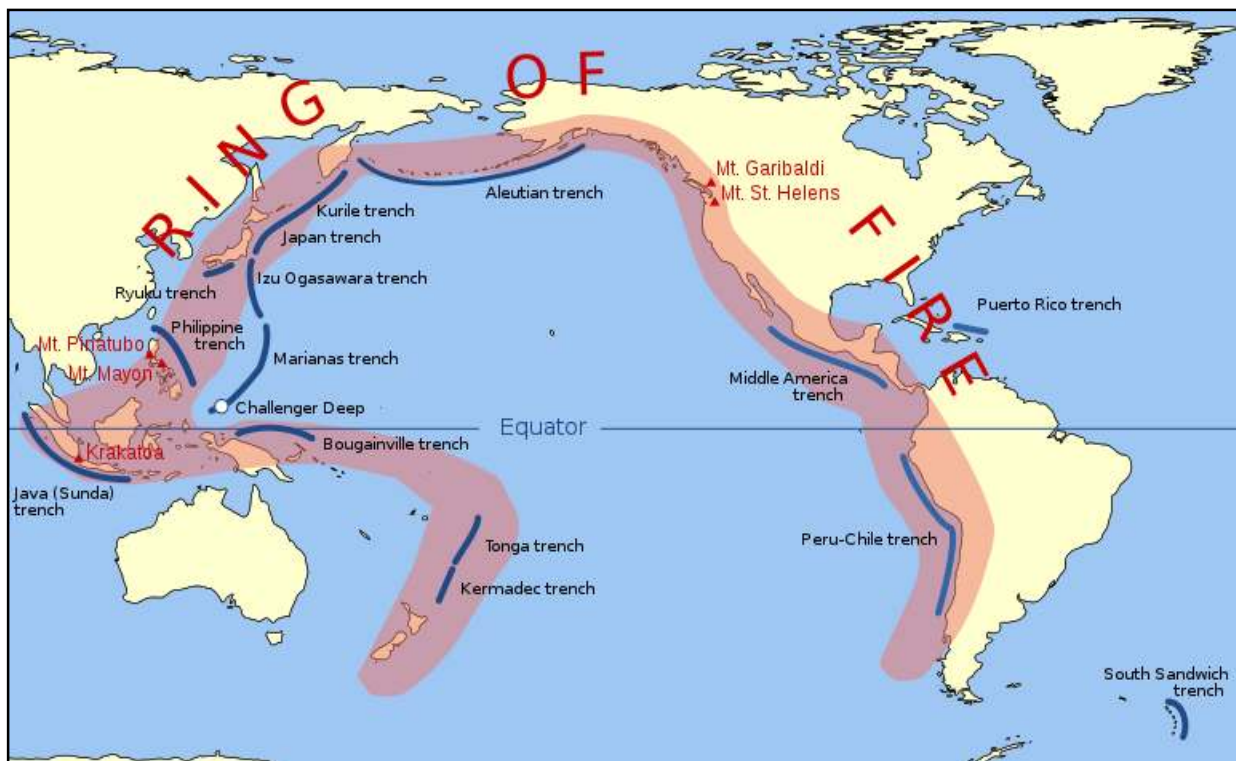 RING OF FIRE
Mt. Garibaldi
Mt. St. Helens
Aleutian trench
Kurile trench
Japan trench
Izu Ogasawara trench
Ryuku trench
Puerto Rico trench
Philippine
trench
Mt. Pinatubo
Mt. Mayon
Marianas trench
Middle America
trench
Challenger Deep
Equator
Bougainville trench
Krakatoa
Java (Sunda)
trench
Tonga trench
Peru-Chile trench
Kermadec trench
South Sandwich
trench